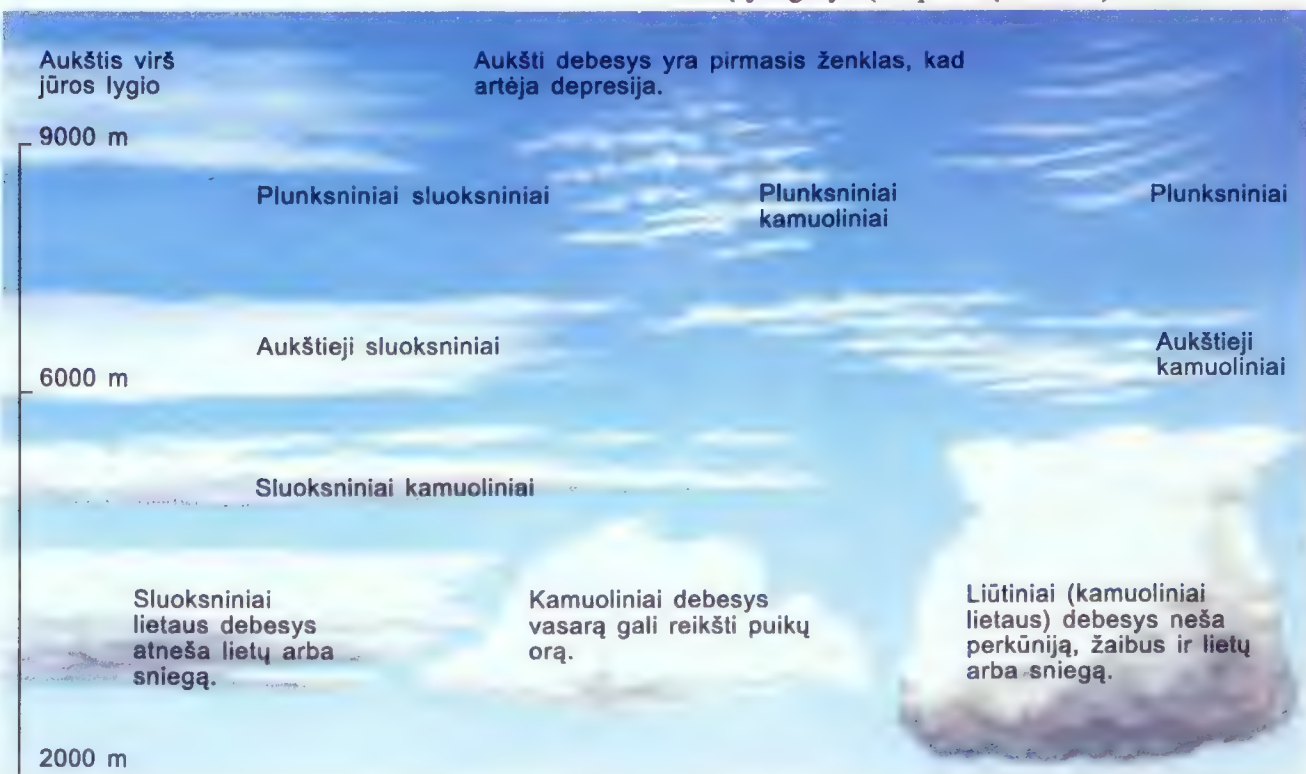 Aukštis virš
jūros lygio
Aukšti debesys yra pirmasis ženklas, kad
artėja depresija.
9000 m
Plunksniniai sluoksniniai
Plunksniniai
kamuoliniai
Plunksniniai
Aukštieji sluoksniniai
Aukštieji
kamuoliniai
6000 m
Sluoksniniai kamuoliniai
Sluoksniniai
lietaus debesys
atneša lietų arba
sniegą.
Kamuoliniai debesys
vasarą gali reikšti puikų
orą.
Liūtiniai (kamuoliniai
lietaus) debesys neša
perkūniją, žaibus ir lietų
arba sniegą.
2000 m